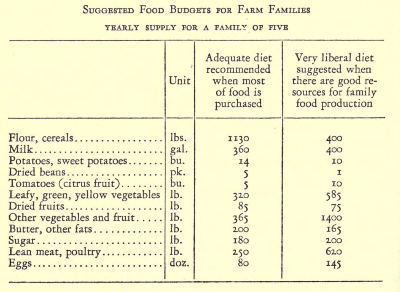 SUGGESTED FOOD BUDGETS FOR FARM FAMILIES
YEARLY SUPPLY FOR A FAMILY OF FIVE
Unit
Adequate diet
recommended
when most
of food is
purchased
Very liberal diet
suggested when
there are good re-
sources for family
food production
Flour, cereals.................. lbs. 1130 400
Milk.................. gal. 360 400
Potatoes, sweet potatoes....... bu. 14 10
Dried beans.................. pk. 5 1
Tomatoes (citrus fruit)......... bu. 5 10
Leafy, green, yellow vegetables lb. 320 585
Dried fruits.................. lb. 85 75
Other vegetables and fruit..... lb. 365 1400
Butter, other fats.............. lb. 200 165
Sugar.................. lb. 180 200
Lean meat, poultry............. lb. 250 620
Eggs.................. doz. 80 145